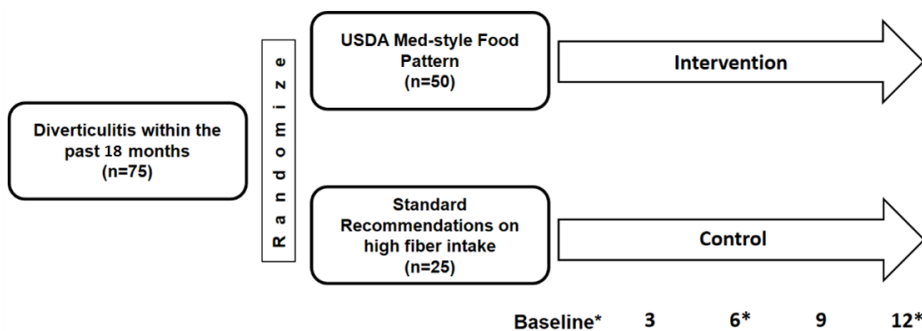 Diverticulitis within the
past 18 months
(n=75)
Randomize
USDA Med-style Food
Pattern
(n=50)
Intervention
Standard
Recommendations on
high fiber intake
(n=25)
Control
Baseline* 3 6* 9 12*